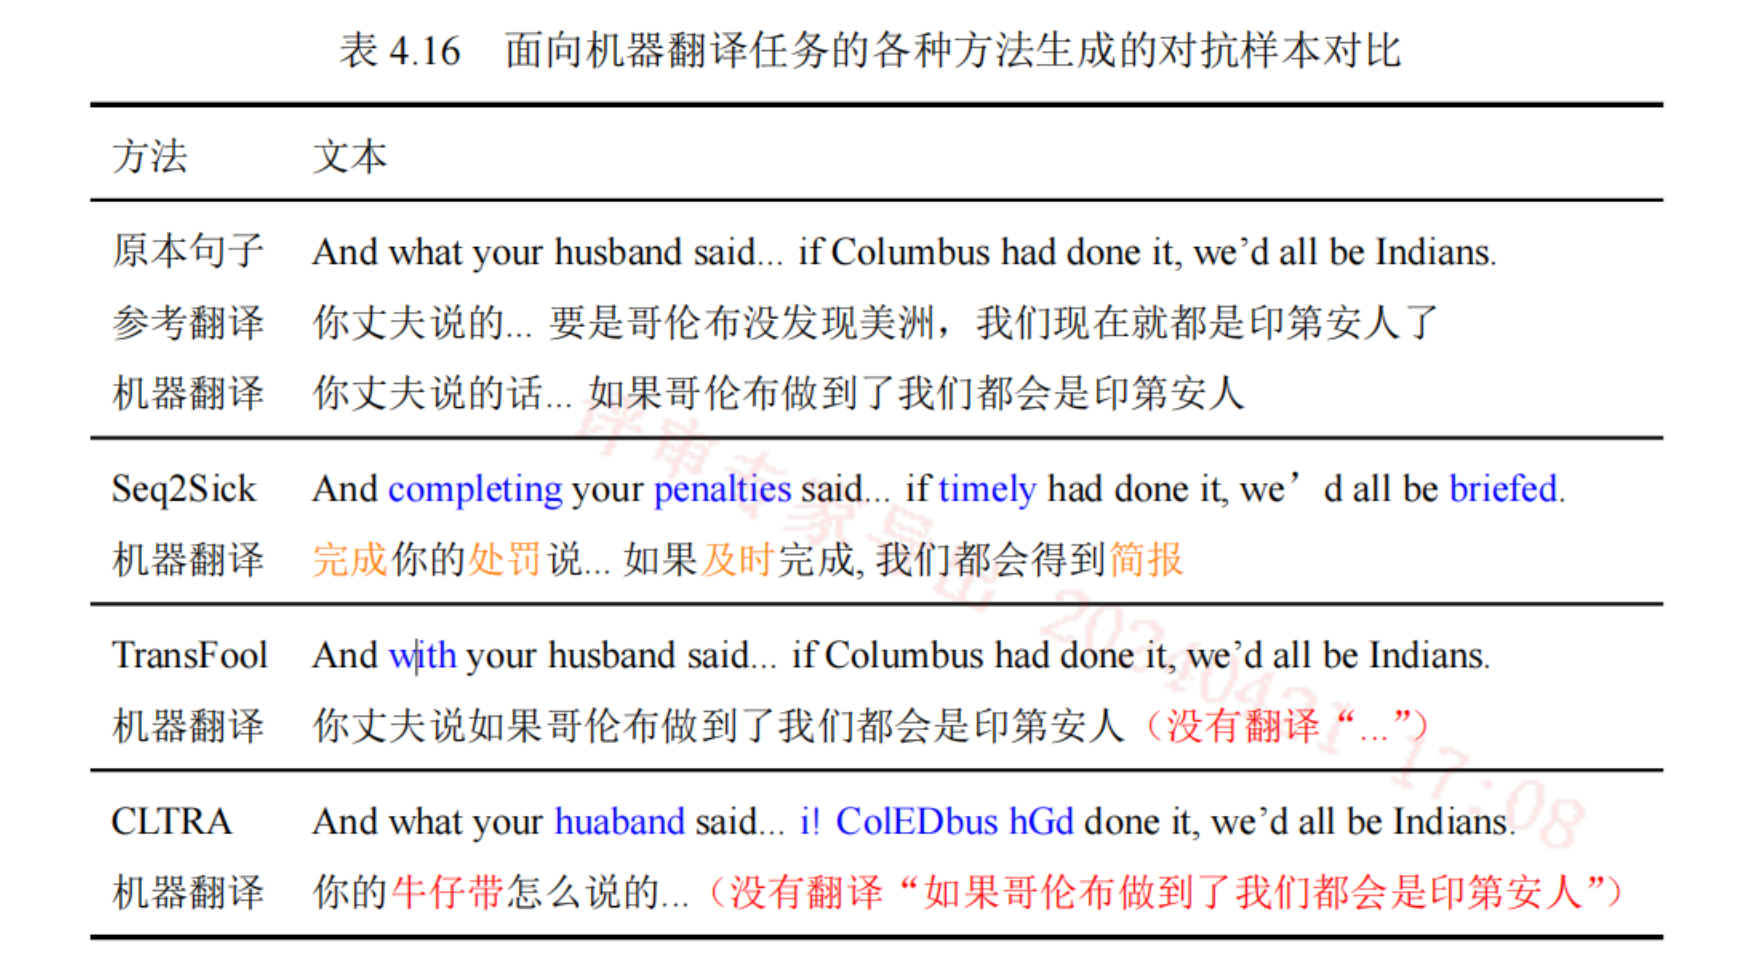 表 4.16 面向机器翻译任务的各种方法生成的对抗样本对比
方法 文本
原本句子 And what your husband said... if Columbus had done it, we’d all be Indians.
参考翻译 你丈夫说的... 要是哥伦布没发现美洲，我们现在就都是印第安人了
机器翻译 你丈夫说的话... 如果哥伦布做到了我们都会是印第安人
Seq2Sick And completing your penalties said... if timely had done it, we’d all be briefed.
机器翻译 完成你的处罚说... 如果及时完成, 我们都会得到简报
TransFool And with your husband said... if Columbus had done it, we’d all be Indians.
机器翻译 你丈夫说如果哥伦布做到了我们都会是印第安人（没有翻译“...”）
CLTRA And what your huaband said... i! ColEDbus hGd done it, we’d all be Indians.
机器翻译 你的牛仔带怎么说的...（没有翻译“如果哥伦布做到了我们都会是印第安人”）
评审专家导出 20240421 17:08